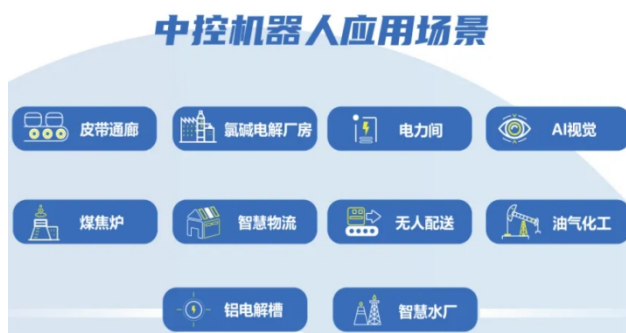 中控机器人应用场景
皮带通廊
氯碱电解厂房
电力间
AI视觉
煤焦炉
智慧物流
无人配送
油气化工
铝电解槽
智慧水厂